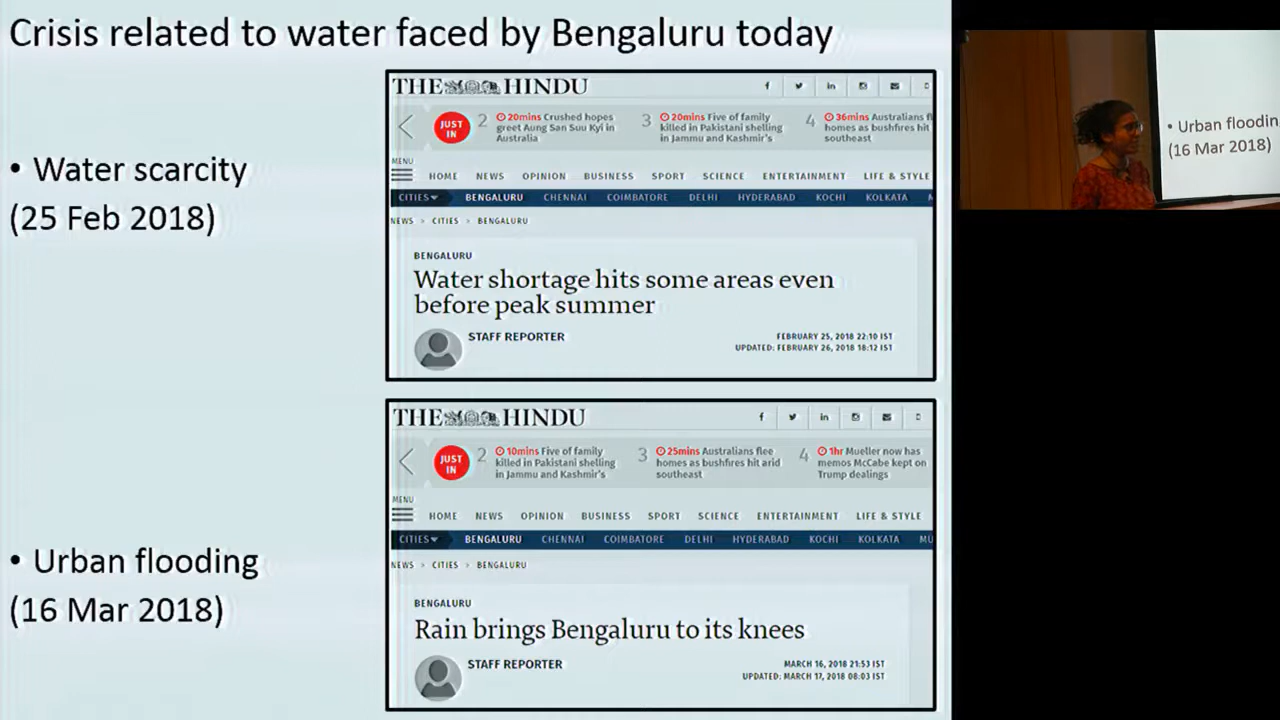 Crisis related to water faced by Bengaluru today
• Water scarcity
(25 Feb 2018)
THE HINDU
JUST IN
2 20mins Crushed hopes
greet Aung San Suu Kyi in
Australia
3 20mins Five of family
killed in Pakistani shelling
in Jammu and Kashmir's
4 36mins Australians fl
homes as bushfires hit
southeast
MENU
HOME NEWS OPINION BUSINESS SPORT SCIENCE ENTERTAINMENT LIFE & STYLE
CITIES BENGALURU CHENNAI COIMBATORE DELHI HYDERABAD KOCHI KOLKATA M
NEWS > CITIES > BENGALURU
BENGALURU
Water shortage hits some areas even
before peak summer
STAFF REPORTER
FEBRUARY 25, 2018 22:10 IST
UPDATED: FEBRUARY 26, 2018 18:12 IST
• Urban flooding
(16 Mar 2018)
THE HINDU
JUST IN
2 10mins Five of family
killed in Pakistani shelling
in Jammu and Kashmir's
3 25mins Australians flee
homes as bushfires hit arid
southeast
4 1hr Mueller now has
memos McCabe kept on
Trump dealings
MENU
HOME NEWS OPINION BUSINESS SPORT SCIENCE ENTERTAINMENT LIFE & STYLE
CITIES BENGALURU CHENNAI COIMBATORE DELHI HYDERABAD KOCHI KOLKATA MU
NEWS > CITIES > BENGALURU
BENGALURU
Rain brings Bengaluru to its knees
STAFF REPORTER
MARCH 16, 2018 21:53 IST
UPDATED: MARCH 17, 2018 08:03 IST
• Urban floodin
(16 Mar 2018)